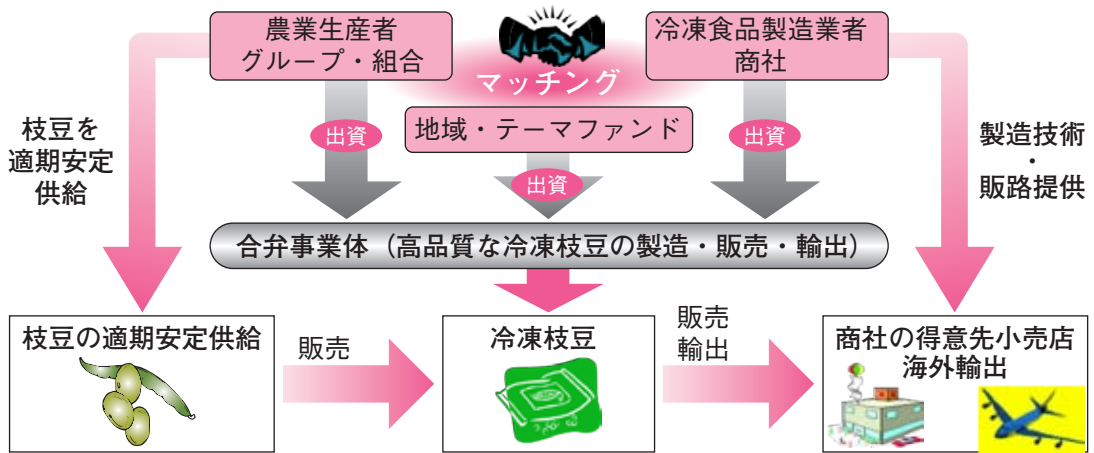 農業生産者
グループ・組合
マッチング
冷凍食品製造業者
商社
枝豆を
適期安定
供給
出資
地域・テーマファンド
出資
出資
製造技術
・
販路提供
合弁事業体（高品質な冷凍枝豆の製造・販売・輸出）
枝豆の適期安定供給
販売
冷凍枝豆
販売
輸出
商社の得意先小売店
海外輸出